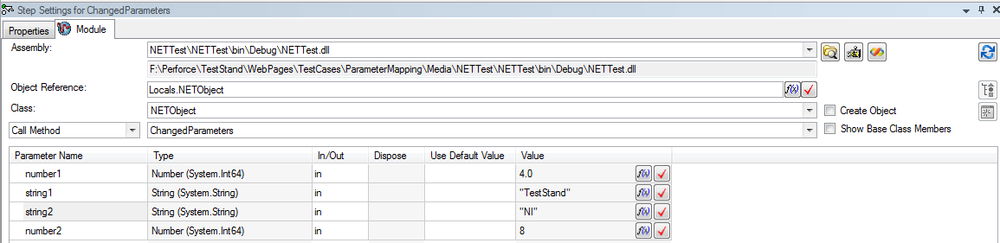 Step Settings for ChangedParameters
Properties Module
Assembly: NETTest\NETTest\bin\Debug\NETTest.dll
F:\Perforce\TestStand\WebPages\TestCases\ParameterMapping\Media\NETTest\NETTest\bin\Debug\NETTest.dll
Object Reference: Locals.NETObject f(x)
Class: NETObject Create Object
Call Method ChangedParameters Show Base Class Members
Parameter Name Type In/Out Dispose Use Default Value Value
number1 Number (System.Int64) in 4.0 f(x)
string1 String (System.String) in "TestStand" f(x)
string2 String (System.String) in "NI" f(x)
number2 Number (System.Int64) in 8 f(x)